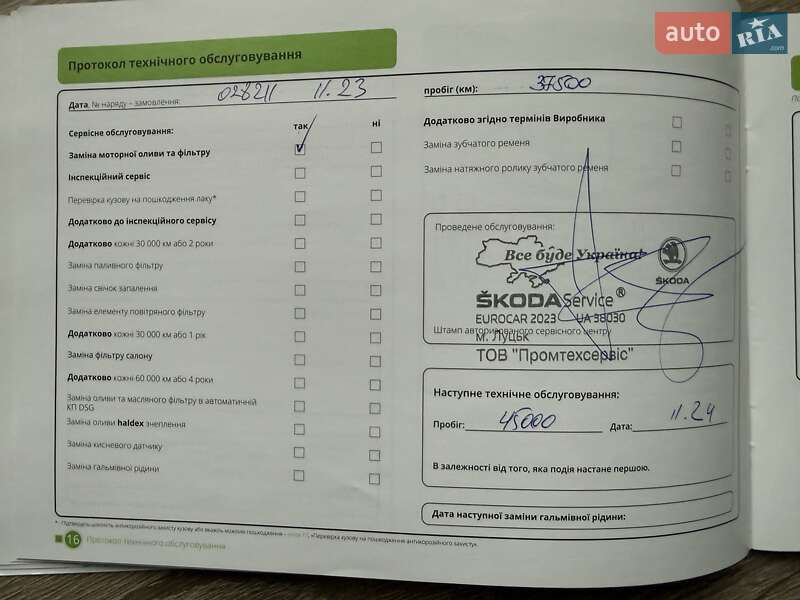 auto RIA .com
Протокол технічного обслуговування
Дата, № наряду – замовлення: 028211 11.23
пробіг (км): 37500
Сервісне обслуговування: так ні
Заміна моторної оливи та фільтру
Інспекційний сервіс
Перевірка кузову на пошкодження лаку*
Додатково до інспекційного сервісу
Додатково кожні 30 000 км або 2 роки
Заміна паливного фільтру
Заміна свічок запалення
Заміна елементу повітряного фільтру
Додатково кожні 30 000 км або 1 рік
Заміна фільтру салону
Додатково кожні 60 000 км або 4 роки
Заміна оливи та масляного фільтру в автоматичній
КП DSG
Заміна оливи haldex зчеплення
Заміна кисневого датчику
Заміна гальмівної рідини
Додатково згідно термінів Виробника
Заміна зубчатого ременя
Заміна натяжного ролику зубчатого ременя
Проведене обслуговування:
Все буде Україна!
ŠKODA
ŠKODA Service®
EUROCAR 2023 UA 38030
Штамп авторизованого сервісного центру
м. Луцьк
ТОВ "Промтехсервіс"
Наступне технічне обслуговування:
Пробіг: 45000 Дата: 11.24
В залежності від того, яка подія настане першою.
Дата наступної заміни гальмівної рідини:
16 Протокол технічного обслуговування